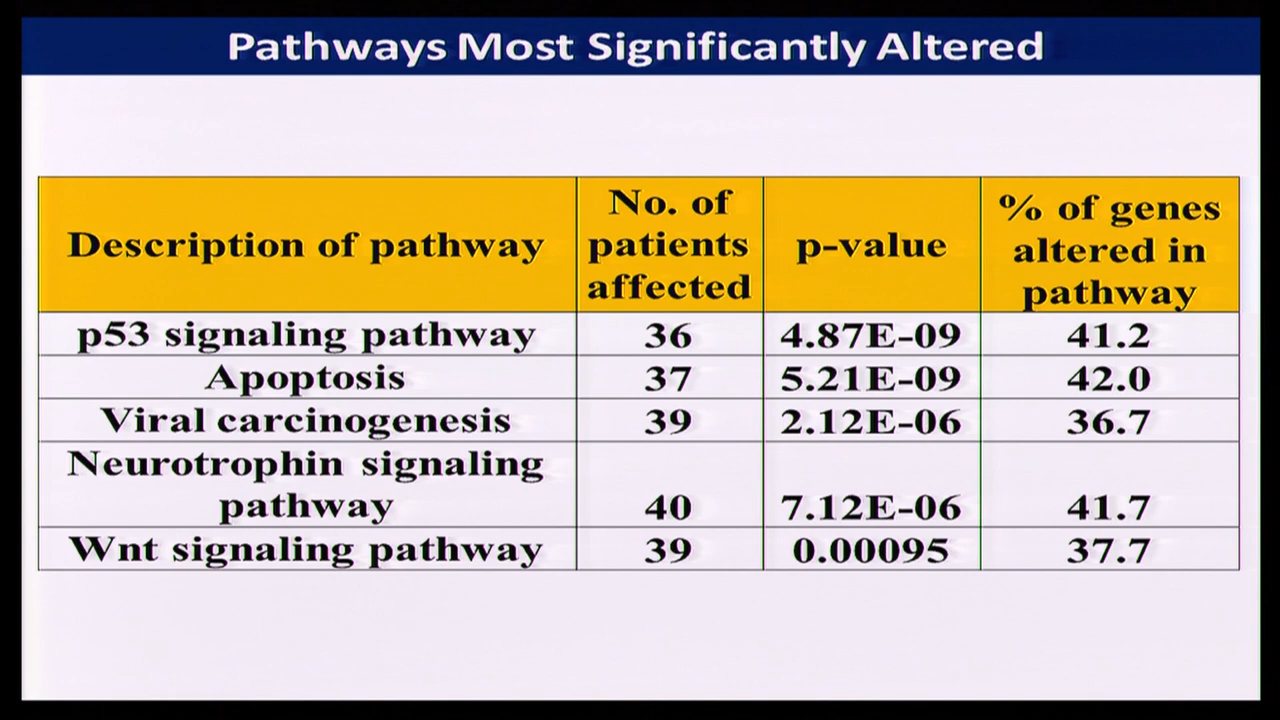 Pathways Most Significantly Altered
Description of pathway
No. of
patients
affected
p-value
% of genes
altered in
pathway
p53 signaling pathway 36 4.87E-09 41.2
Apoptosis 37 5.21E-09 42.0
Viral carcinogenesis 39 2.12E-06 36.7
Neurotrophin signaling
pathway 40 7.12E-06 41.7
Wnt signaling pathway 39 0.00095 37.7